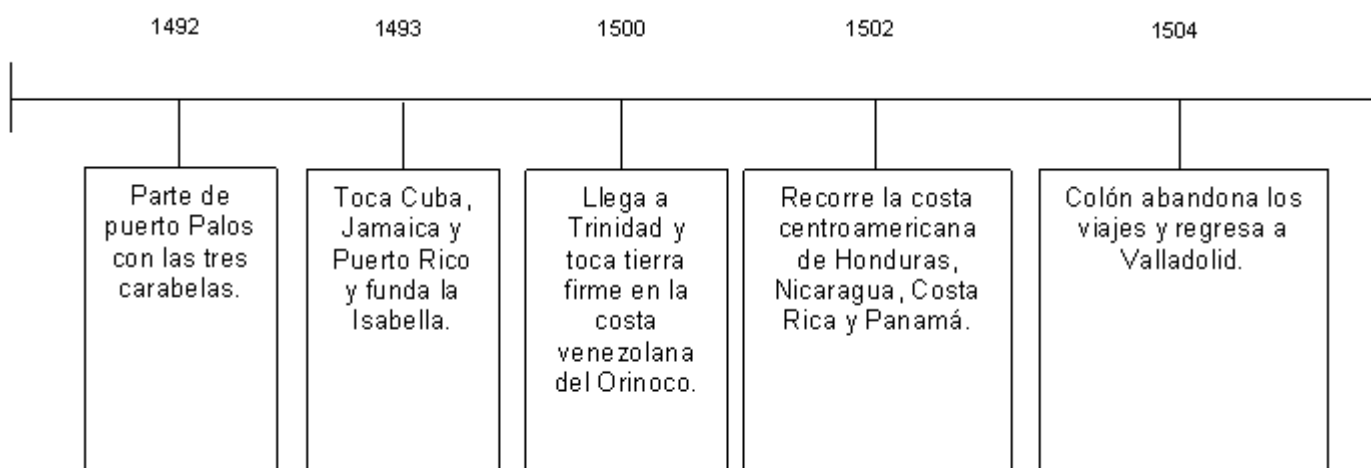 1492
1493
1500
1502
1504
Parte de
puerto Palos
con las tres
carabelas.
Toca Cuba,
Jamaica y
Puerto Rico
y funda la
Isabella.
Llega a
Trinidad y
toca tierra
firme en la
costa
venezolana
del Orinoco.
Recorre la costa
centroamericana
de Honduras,
Nicaragua, Costa
Rica y Panamá.
Colón abandona los
viajes y regresa a
Valladolid.